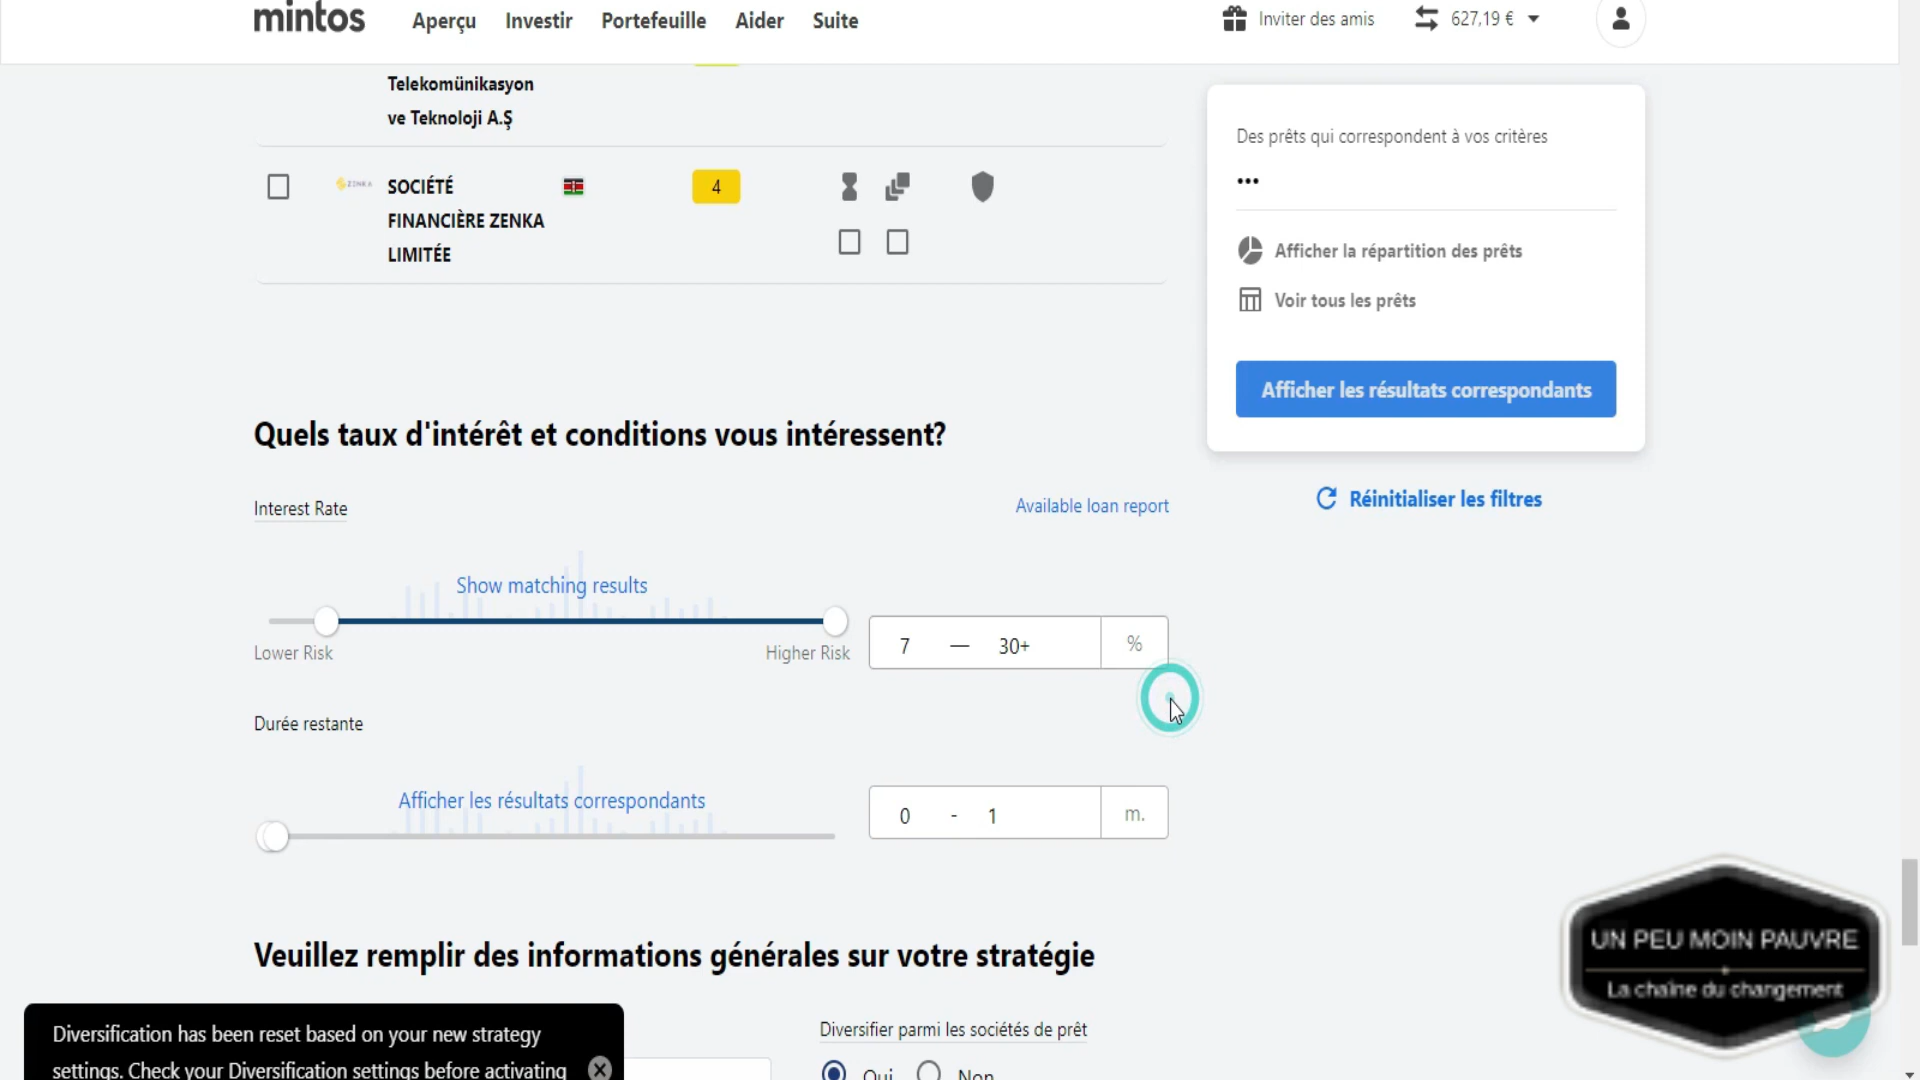 mintos
Aperçu Investir Portefeuille Aider Suite
Inviter des amis 627,19 €
Telekomünikasyon
ve Teknoloji A.Ş
ZENKA
SOCIÉTÉ
FINANCIÈRE ZENKA
LIMITÉE
4
Des prêts qui correspondent à vos critères
•••
Afficher la répartition des prêts
Voir tous les prêts
Afficher les résultats correspondants
Réinitialiser les filtres
Quels taux d'intérêt et conditions vous intéressent?
Interest Rate
Available loan report
Show matching results
Lower Risk
Higher Risk
7 — 30+ %
Durée restante
Afficher les résultats correspondants
0 - 1 m.
Veuillez remplir des informations générales sur votre stratégie
Diversification has been reset based on your new strategy
settings. Check your Diversification settings before activating
Diversifier parmi les sociétés de prêt
Oui Non
UN PEU MOIN PAUVRE
La chaîne du changement